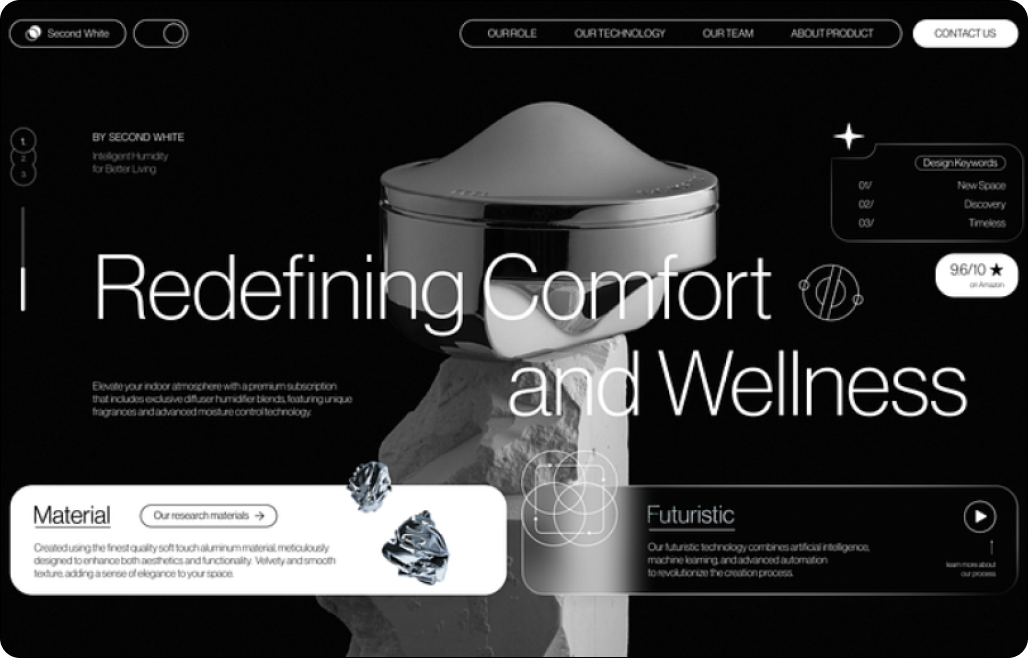 Second White
OUR ROLE
OUR TECHNOLOGY
OUR TEAM
ABOUT PRODUCT
CONTACT US
1.
2
3.
BY SECOND WHITE
Intelligent Humidity
for Better Living
Design Keywords
01/ New Space
02/ Discovery
03/ Timeless
Redefining Comfort
and Wellness
9.6/10 ★
on Amazon
Elevate your indoor atmosphere with a premium subscription
that includes exclusive diffuser humidifier blends, featuring unique
fragrances and advanced moisture control technology.
Material
Our research materials →
Created using the finest quality soft touch aluminum material, meticulously
designed to enhance both aesthetics and functionality. Velvety and smooth
texture, adding a sense of elegance to your space.
Futuristic
Our futuristic technology combines artificial intelligence,
machine learning, and advanced automation
to revolutionize the creation process.
learn more about
our process